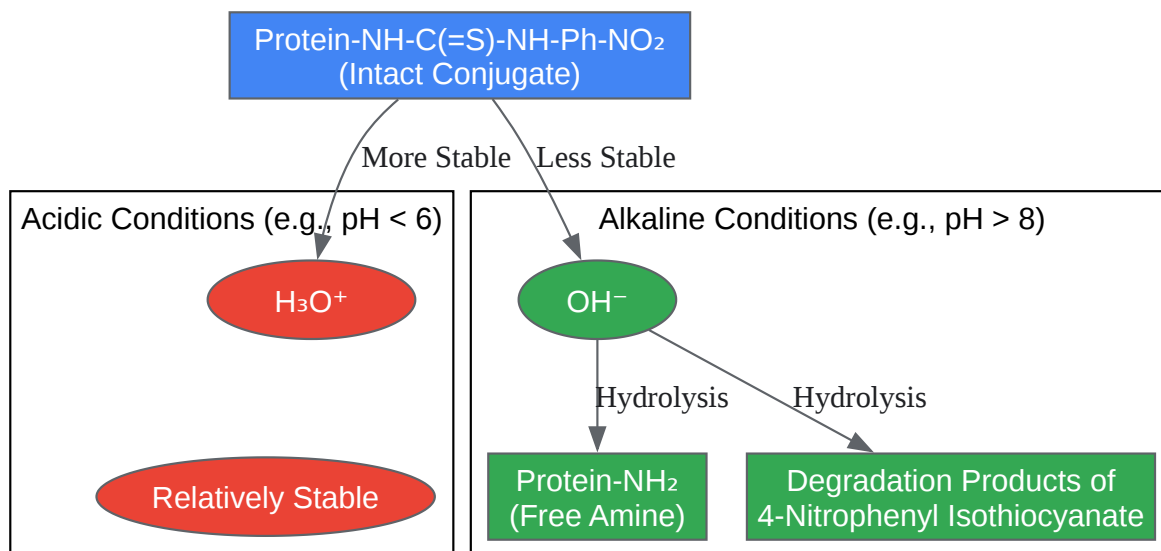 Protein-NH-C(=S)-NH-Ph-NO₂
(Intact Conjugate)
More Stable
Less Stable
Acidic Conditions (e.g., pH < 6)
Alkaline Conditions (e.g., pH > 8)
H₃O⁺
OH⁻
Hydrolysis
Hydrolysis
Relatively Stable
Protein-NH₂
(Free Amine)
Degradation Products of
4-Nitrophenyl Isothiocyanate